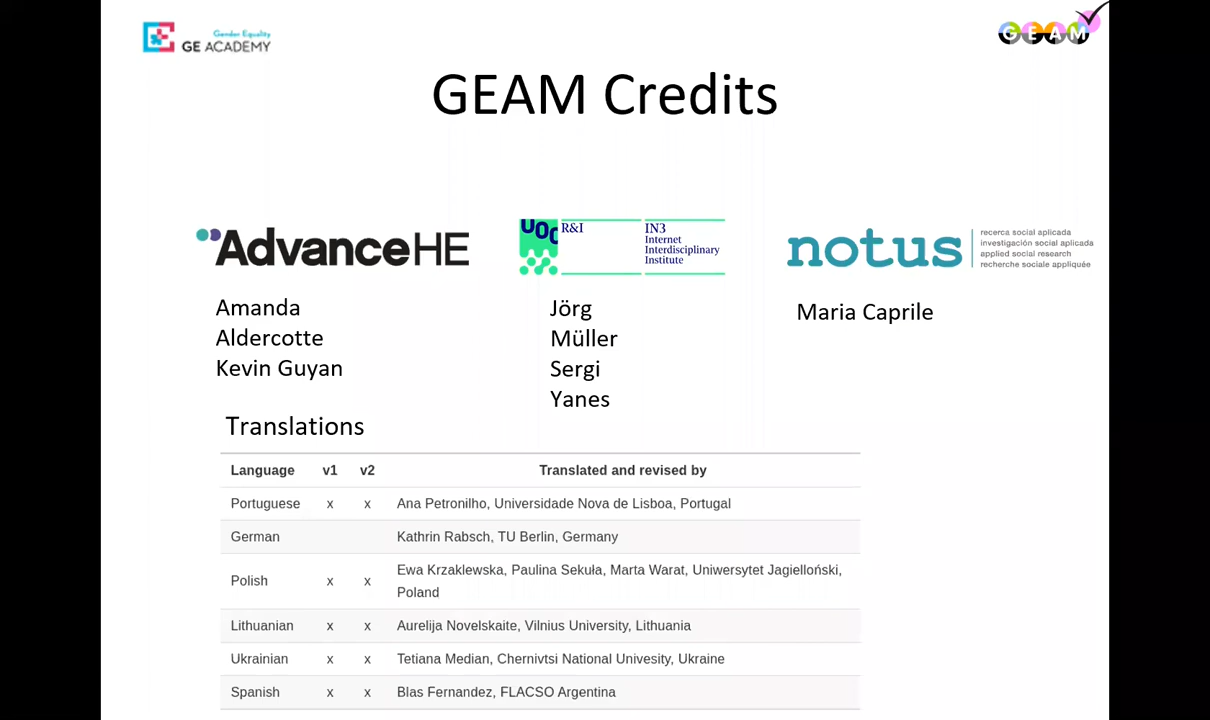 Gender Equality
GE ACADEMY
GEAM
GEAM Credits
AdvanceHE
UOC R&I IN3
Internet
Interdisciplinary
Institute
notus
recerca social aplicada
investigación social aplicada
applied social research
recherche sociale appliquée
Amanda
Aldercotte
Kevin Guyan
Jörg
Müller
Sergi
Yanes
Maria Caprile
Translations
Language v1 v2 Translated and revised by
Portuguese x x Ana Petronilho, Universidade Nova de Lisboa, Portugal
German Kathrin Rabsch, TU Berlin, Germany
Polish x x Ewa Krzaklewska, Paulina Sekuła, Marta Warat, Uniwersytet Jagielloński,
Poland
Lithuanian x x Aurelija Novelskaite, Vilnius University, Lithuania
Ukrainian x x Tetiana Median, Chernivtsi National Univesity, Ukraine
Spanish x x Blas Fernandez, FLACSO Argentina